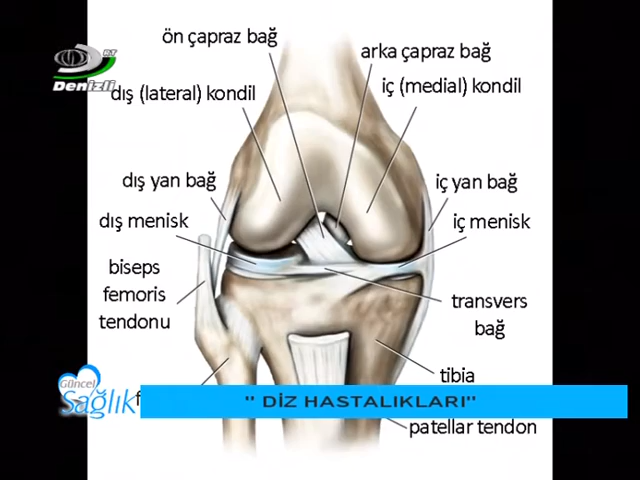 RT
Denizli
ön çapraz bağ
arka çapraz bağ
dış (lateral) kondil
iç (medial) kondil
dış yan bağ
iç yan bağ
dış menisk
iç menisk
biseps
femoris
tendonu
transvers
bağ
tibia
Güncel
Sağlık
" DİZ HASTALIKLARI"
patellar tendon